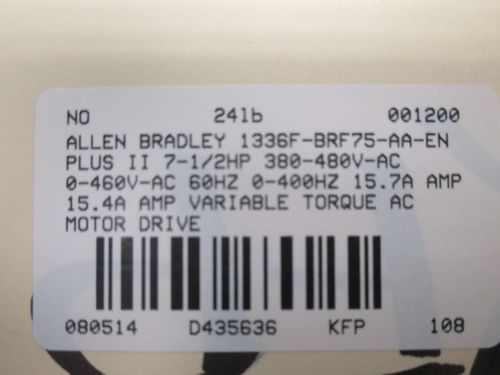 NO 24lb 001200
ALLEN BRADLEY 1336F-BRF75-AA-EN
PLUS II 7-1/2HP 380-480V-AC
0-460V-AC 60HZ 0-400HZ 15.7A AMP
15.4A AMP VARIABLE TORQUE AC
MOTOR DRIVE
080514 D435636 KFP 108